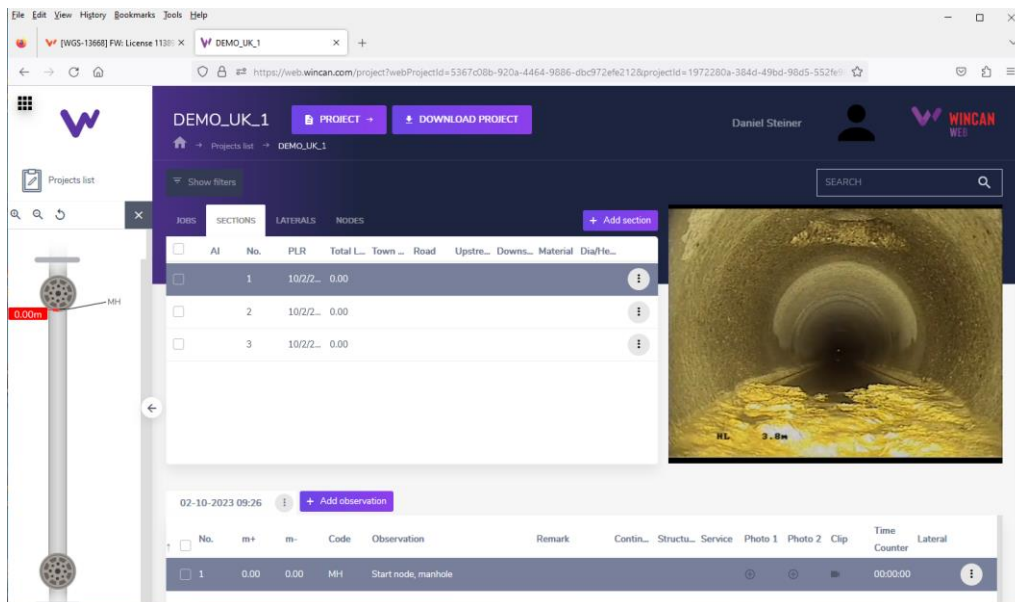 File Edit View History Bookmarks Tools Help
[WGS-13668] FW: License 1138
DEMO_UK_1
https://web.wincan.com/project?webProjectId=5367c08b-920a-4464-9886-dbc972efe212&projectId=1972280a-384d-49bd-98d5-552fe
DEMO_UK_1 PROJECT → DOWNLOAD PROJECT Daniel Steiner WINCAN WEB
→ Projects list → DEMO_UK_1
Projects list
Show filters SEARCH
JOBS SECTIONS LATERALS NODES + Add section
AI No. PLR Total L... Town ... Road Upstre... Downs... Material Dia/He...
1 10/2/2... 0.00
2 10/2/2... 0.00
3 10/2/2... 0.00
MH
0.00m
NL 3.8m
02-10-2023 09:26 + Add observation
No. m+ m- Code Observation Remark Contin... Structu... Service Photo 1 Photo 2 Clip Time Counter Lateral
1 0.00 0.00 MH Start node, manhole 00:00:00